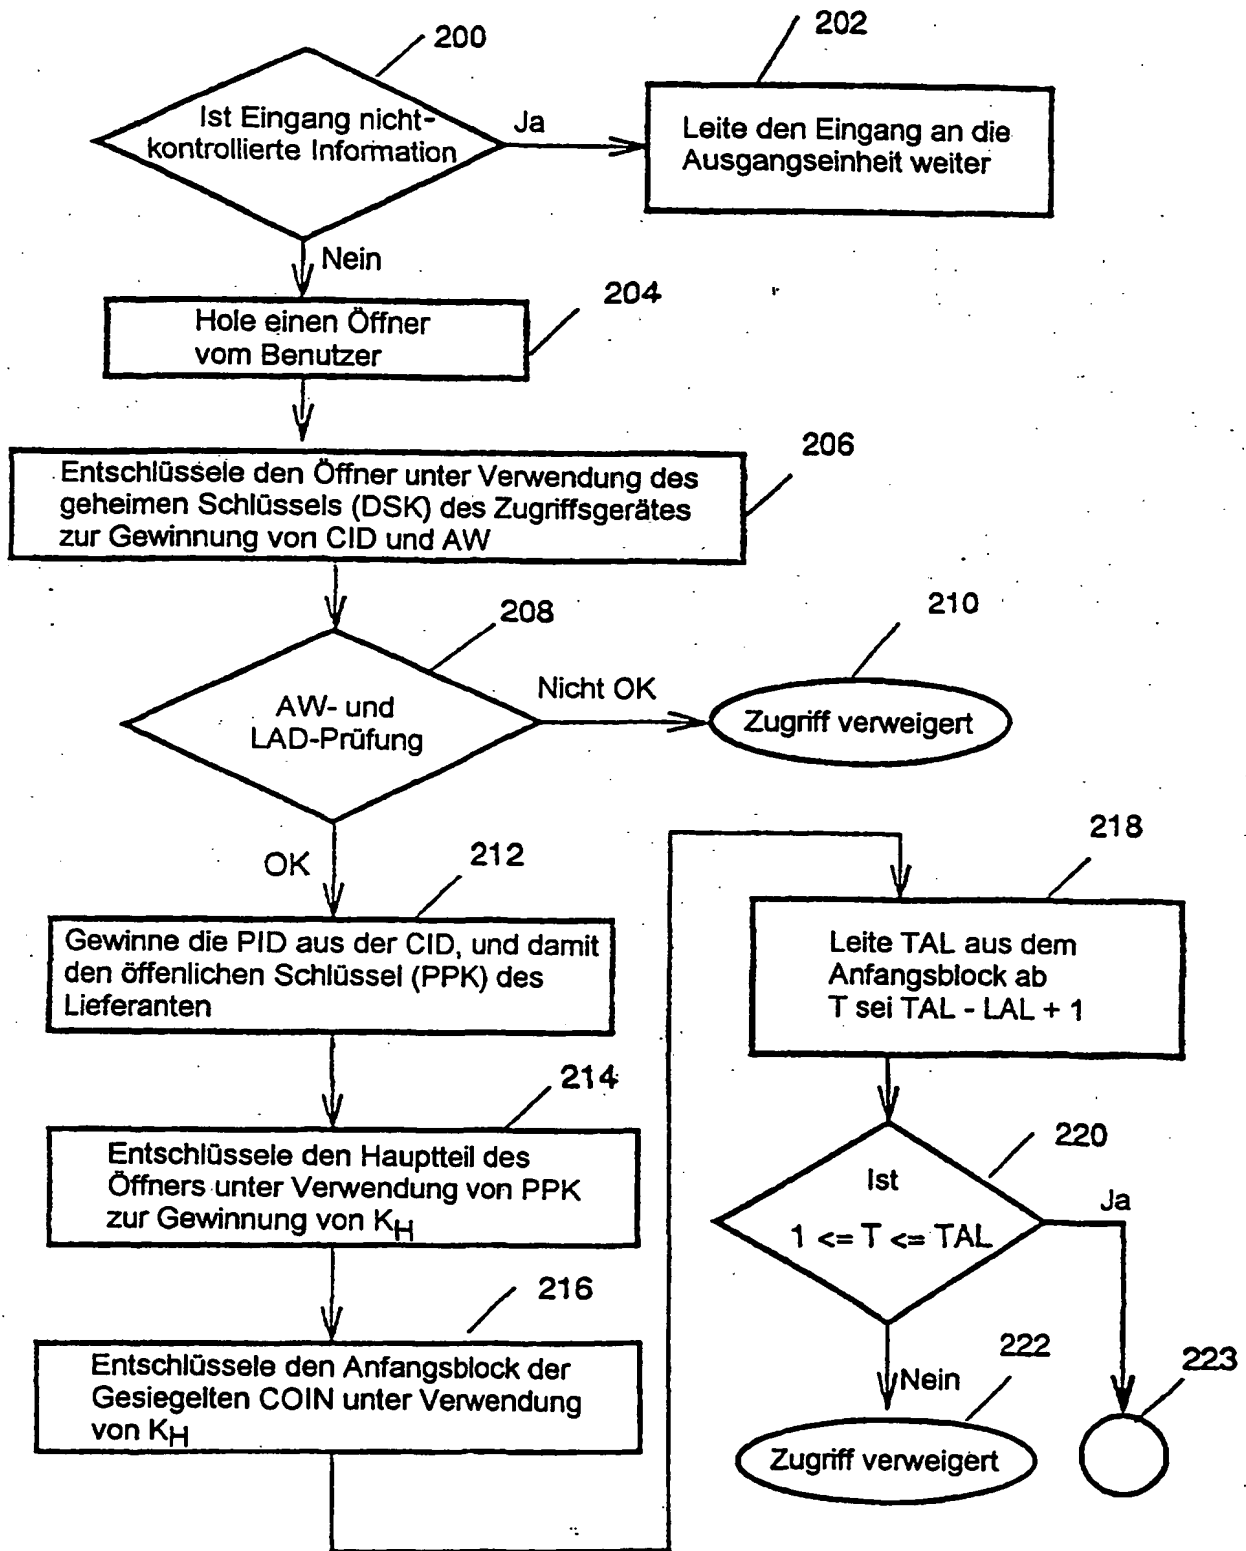 200
Ist Eingang nicht-
kontrollierte Information
Ja
202
Leite den Eingang an die
Ausgangseinheit weiter
Nein
204
Hole einen Öffner
vom Benutzer
206
Entschlüssele den Öffner unter Verwendung des
geheimen Schlüssels (DSK) des Zugriffsgerätes
zur Gewinnung von CID und AW
208
AW- und
LAD-Prüfung
Nicht OK
210
Zugriff verweigert
OK
212
Gewinne die PID aus der CID, und damit
den öffenlichen Schlüssel (PPK) des
Lieferanten
214
Entschlüssele den Hauptteil des
Öffners unter Verwendung von PPK
zur Gewinnung von KH
216
Entschlüssele den Anfangsblock der
Gesiegelten COIN unter Verwendung
von KH
218
Leite TAL aus dem
Anfangsblock ab
T sei TAL - LAL + 1
220
Ist
1 <= T <= TAL
Ja
Nein
222
Zugriff verweigert
223